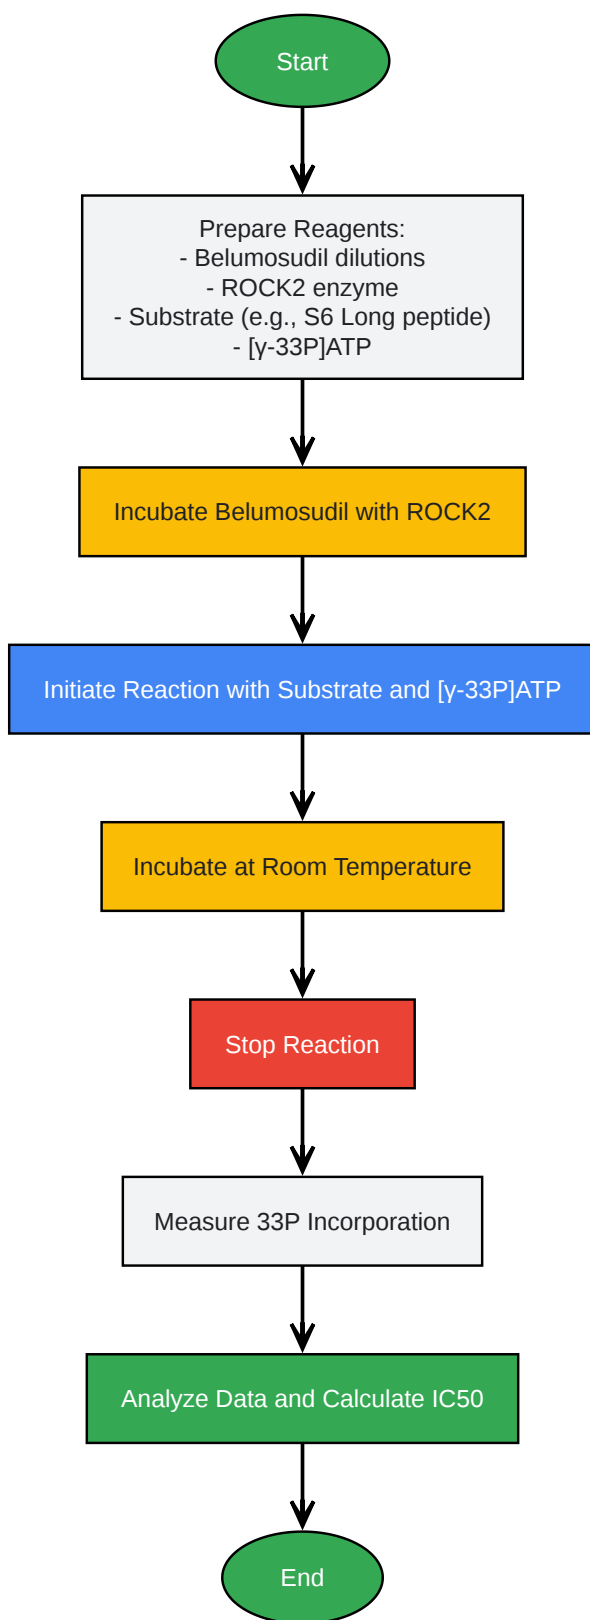 Start
Prepare Reagents:
- Belumosudil dilutions
- ROCK2 enzyme
- Substrate (e.g., S6 Long peptide)
- [γ-33P]ATP
Incubate Belumosudil with ROCK2
Initiate Reaction with Substrate and [γ-33P]ATP
Incubate at Room Temperature
Stop Reaction
Measure 33P Incorporation
Analyze Data and Calculate IC50
End